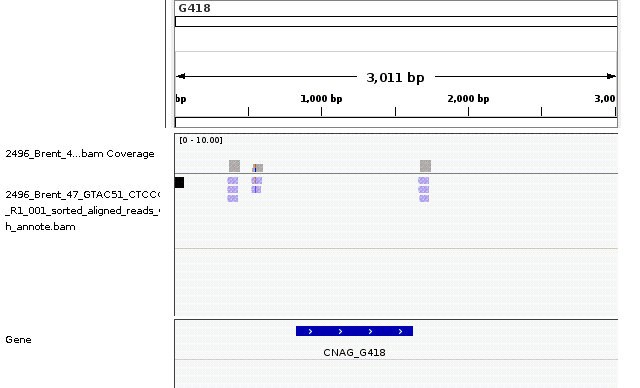 G418
3,011 bp
bp 1,000 bp 2,000 bp 3,00
[0 - 10.00]
2496_Brent_4...bam Coverage
2496_Brent_47_GTAC51_CTCC
_R1_001_sorted_aligned_reads_
h_annote.bam
Gene
CNAG_G418